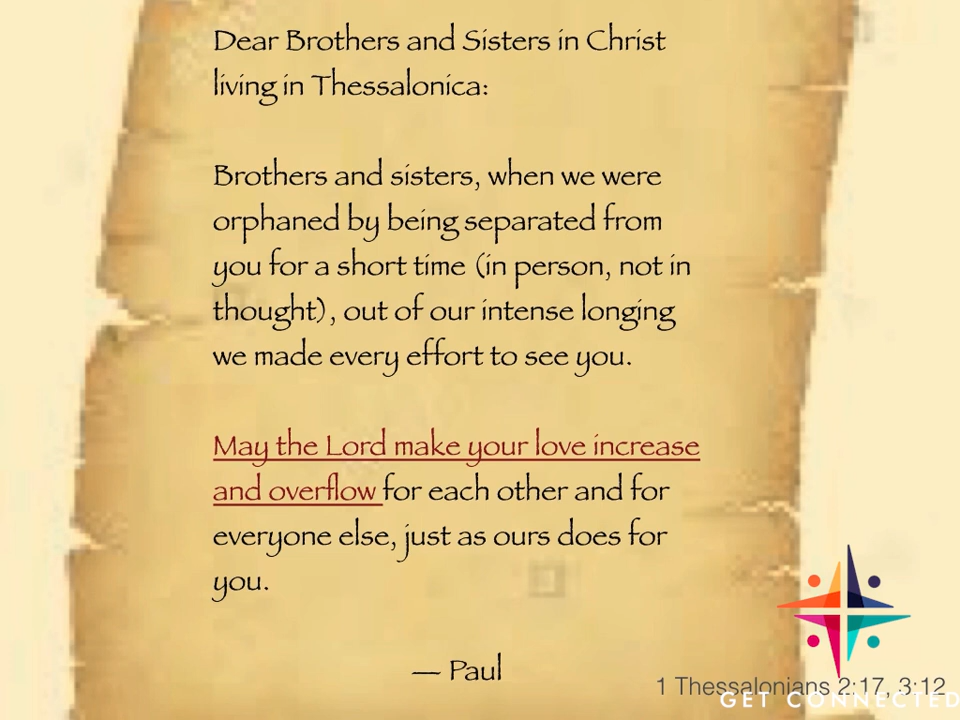 Dear Brothers and Sisters in Christ
living in Thessalonica:
Brothers and sisters, when we were
orphaned by being separated from
you for a short time (in person, not in
thought), out of our intense longing
we made every effort to see you.
May the Lord make your love increase
and overflow for each other and for
everyone else, just as ours does for
you.
— Paul
1 Thessalonians 2:17, 3:12
GET CONNECTED